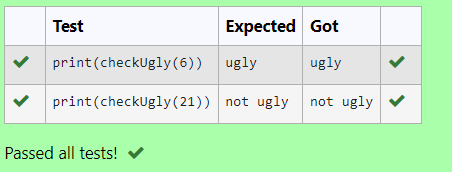 Test Expected Got
print(checkUgly(6)) ugly ugly
print(checkUgly(21)) not ugly not ugly
Passed all tests!